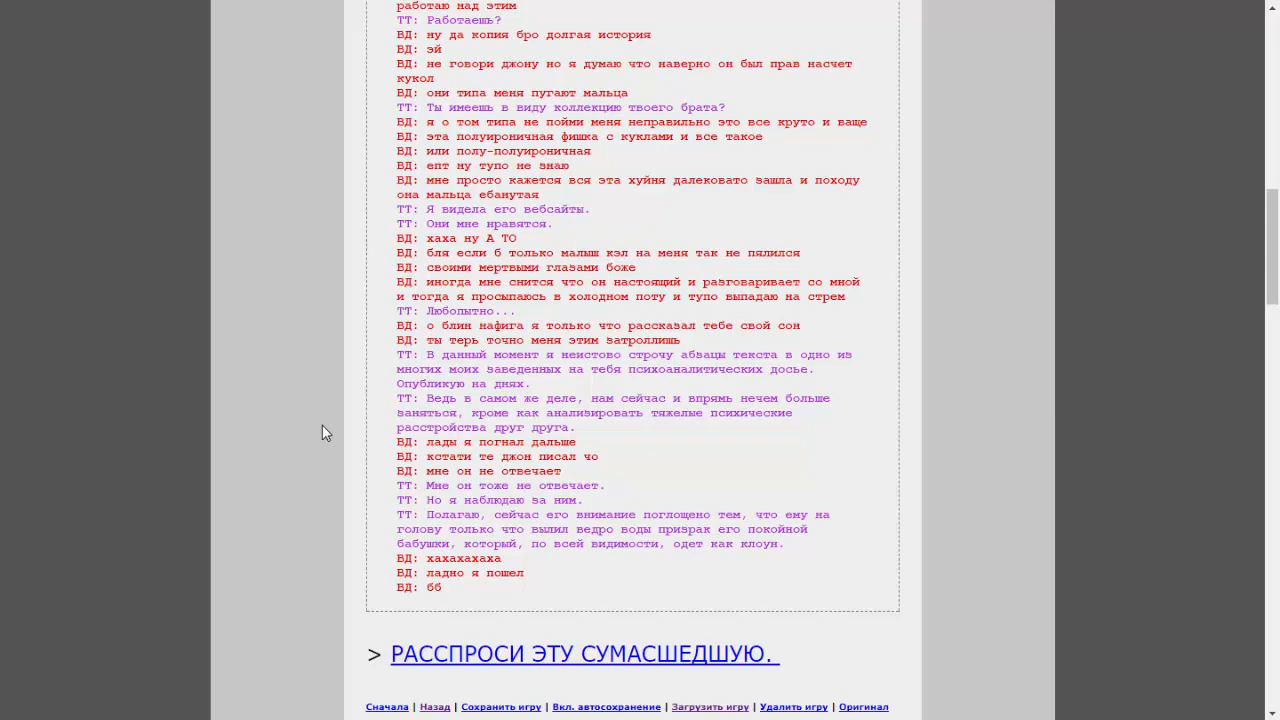 работаю над этим
ТТ: Работаешь?
ВД: ну да копия бро долгая история
ВД: эй
ВД: не говори джону но я думаю что наверно он был прав насчет
кукол
ВД: они типа меня пугают мальца
ТТ: Ты имеешь в виду коллекцию твоего брата?
ВД: я о том типа не пойми меня неправильно это все круто и ваще
ВД: эта полуироничная фишка с куклами и все такое
ВД: или полу-полуироничная
ВД: епт ну тупо не знаю
ВД: мне просто кажется вся эта хуйня далековато зашла и походу
она мальца ебанутая
ТТ: Я видела его вебсайты.
ТТ: Они мне нравятся.
ВД: хаха ну А ТО
ВД: бля если б только малыш кэл на меня так не пялился
ВД: своими мертвыми глазами боже
ВД: иногда мне снится что он настоящий и разговаривает со мной
и тогда я просыпаюсь в холодном поту и тупо выпадаю на стрем
ТТ: Любопытно...
ВД: о блин нафига я только что рассказал тебе свой сон
ВД: ты терь точно меня этим затроллишь
ТТ: В данный момент я неистово строчу абзацы текста в одно из
многих моих заведенных на тебя психоаналитических досье.
Опубликую на днях.
ТТ: Ведь в самом же деле, нам сейчас и впрямь нечем больше
заняться, кроме как анализировать тяжелые психические
расстройства друг друга.
ВД: лады я погнал дальше
ВД: кстати те джон писал чо
ВД: мне он не отвечает
ТТ: Мне он тоже не отвечает.
ТТ: Но я наблюдаю за ним.
ТТ: Полагаю, сейчас его внимание поглощено тем, что ему на
голову только что вылил ведро воды призрак его покойной
бабушки, который, по всей видимости, одет как клоун.
ВД: хахахахаха
ВД: ладно я пошел
ВД: бб
> РАССПРОСИ ЭТУ СУМАСШЕДШУЮ.
Сначала | Назад | Сохранить игру | Вкл. автосохранение | Загрузить игру | Удалить игру | Оригинал